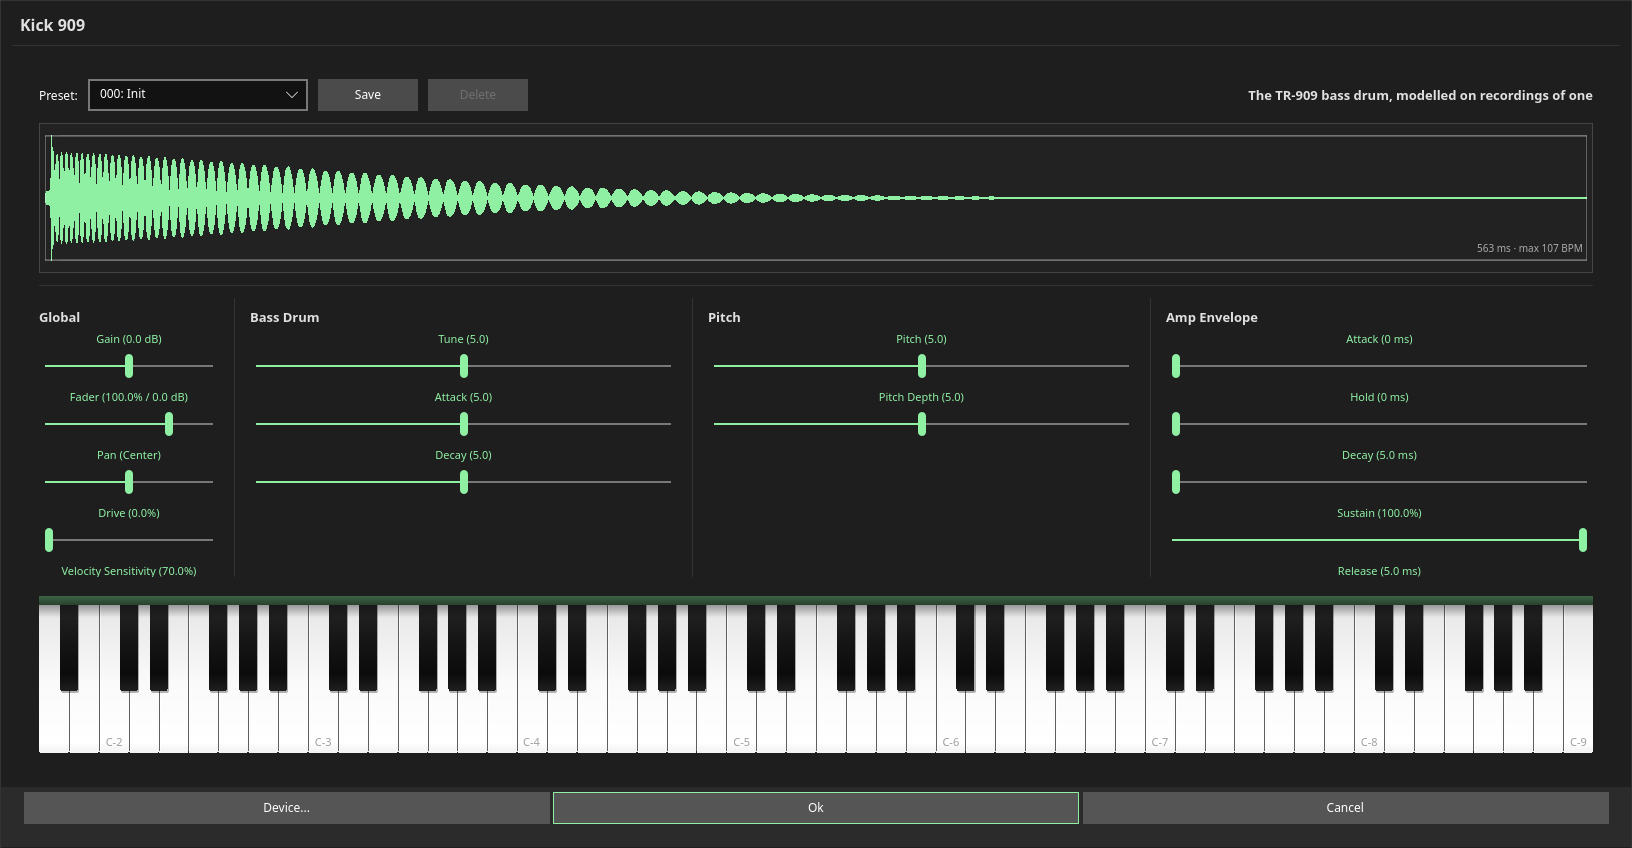 Kick 909
Preset:
000: Init
Save
Delete
The TR-909 bass drum, modelled on recordings of one
563 ms · max 107 BPM
Global
Gain (0.0 dB)
Fader (100.0% / 0.0 dB)
Pan (Center)
Drive (0.0%)
Velocity Sensitivity (70.0%)
Bass Drum
Tune (5.0)
Attack (5.0)
Decay (5.0)
Pitch
Pitch (5.0)
Pitch Depth (5.0)
Amp Envelope
Attack (0 ms)
Hold (0 ms)
Decay (5.0 ms)
Sustain (100.0%)
Release (5.0 ms)
C-2 C-3 C-4 C-5 C-6 C-7 C-8 C-9
Device...
Ok
Cancel